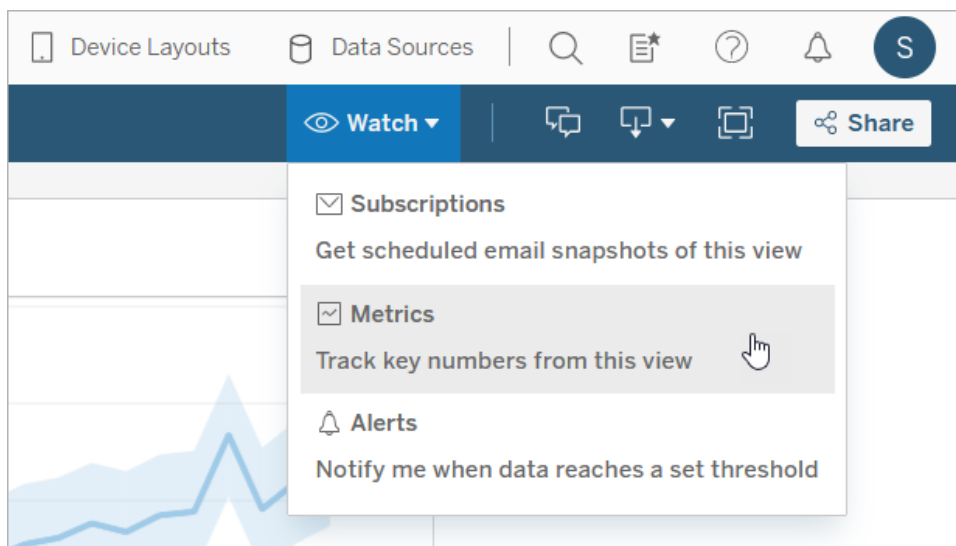 Device Layouts Data Sources S
Watch Share
Subscriptions
Get scheduled email snapshots of this view
Metrics
Track key numbers from this view
Alerts
Notify me when data reaches a set threshold